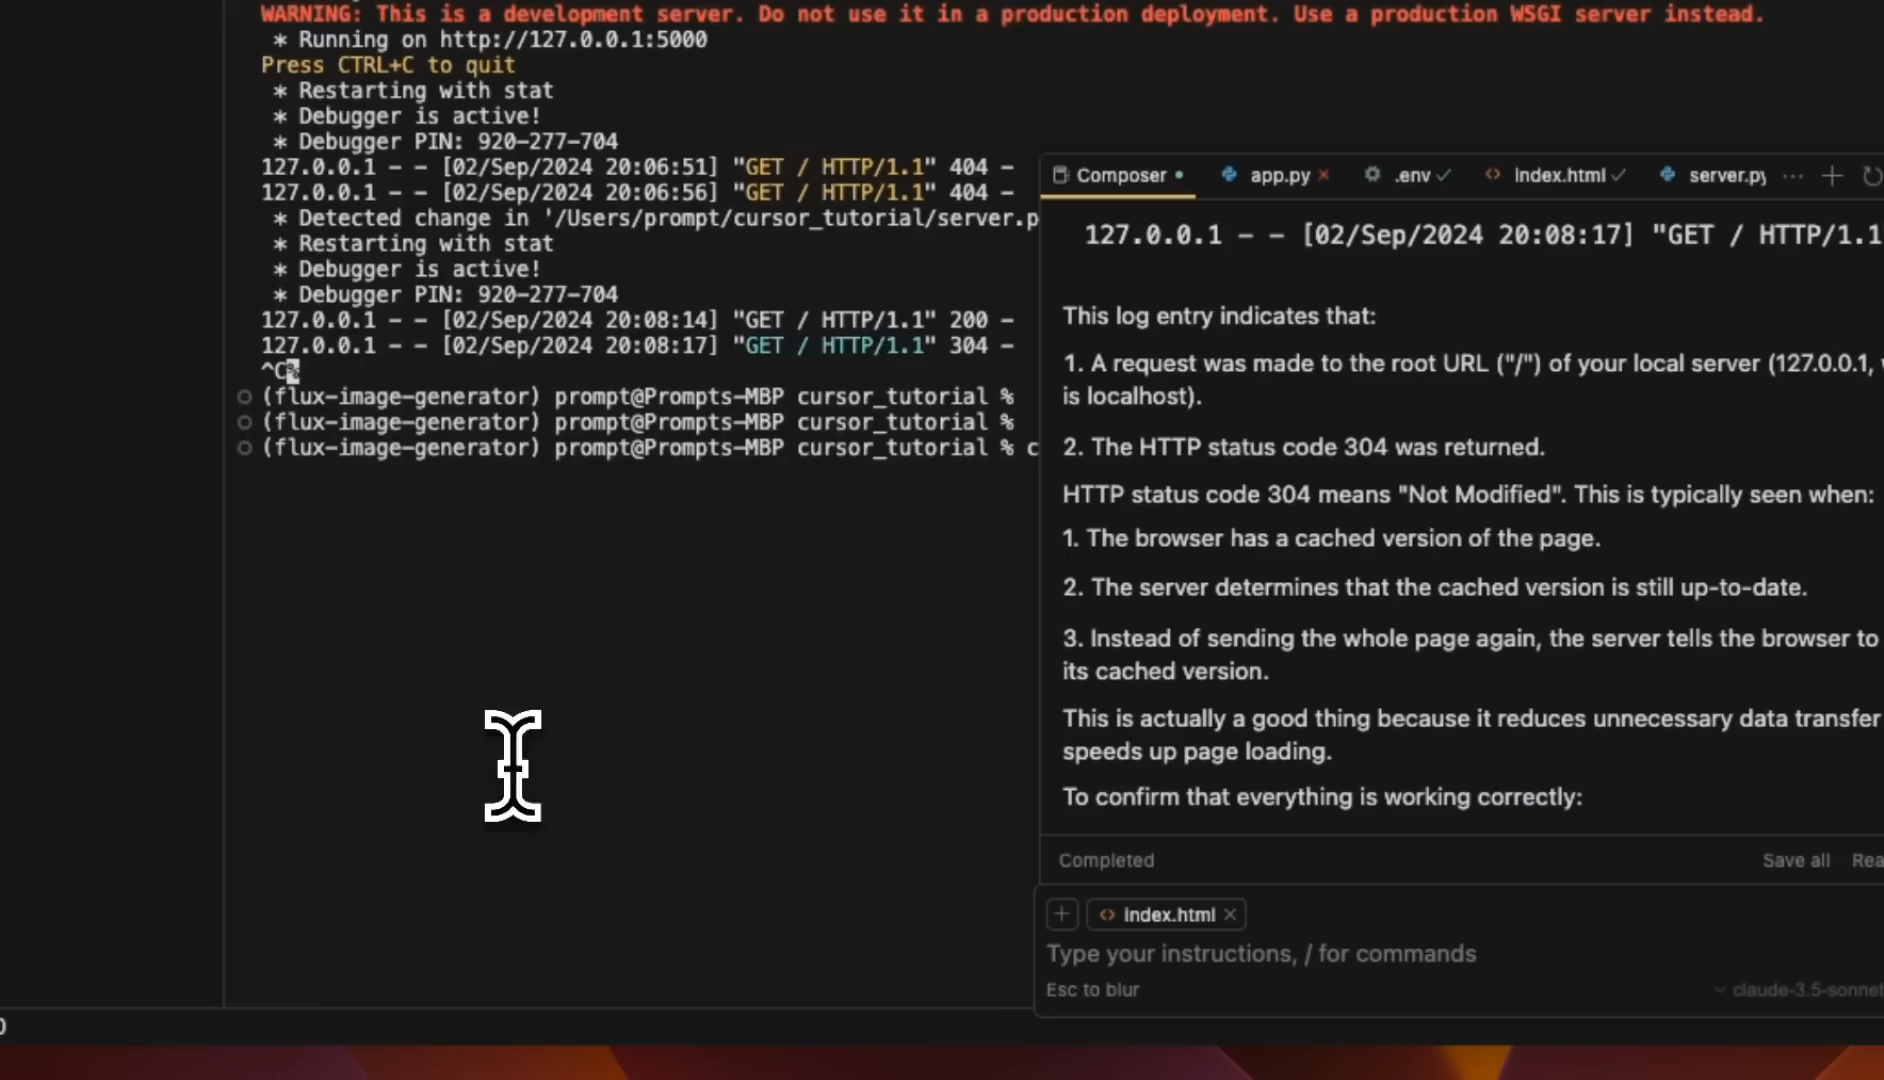 WARNING: This is a development server. Do not use it in a production deployment. Use a production WSGI server instead.
* Running on http://127.0.0.1:5000
Press CTRL+C to quit
* Restarting with stat
* Debugger is active!
* Debugger PIN: 920-277-704
127.0.0.1 - - [02/Sep/2024 20:06:51] "GET / HTTP/1.1" 404 -
127.0.0.1 - - [02/Sep/2024 20:06:56] "GET / HTTP/1.1" 404 -
* Detected change in '/Users/prompt/cursor_tutorial/server.p
* Restarting with stat
* Debugger is active!
* Debugger PIN: 920-277-704
127.0.0.1 - - [02/Sep/2024 20:08:14] "GET / HTTP/1.1" 200 -
127.0.0.1 - - [02/Sep/2024 20:08:17] "GET / HTTP/1.1" 304 -
^C%
(flux-image-generator) prompt@Prompts-MBP cursor_tutorial %
(flux-image-generator) prompt@Prompts-MBP cursor_tutorial %
(flux-image-generator) prompt@Prompts-MBP cursor_tutorial % c
Composer app.py .env index.html server.py
127.0.0.1 - - [02/Sep/2024 20:08:17] "GET / HTTP/1.1
This log entry indicates that:
1. A request was made to the root URL ("/") of your local server (127.0.0.1,
is localhost).
2. The HTTP status code 304 was returned.
HTTP status code 304 means "Not Modified". This is typically seen when:
1. The browser has a cached version of the page.
2. The server determines that the cached version is still up-to-date.
3. Instead of sending the whole page again, the server tells the browser to
its cached version.
This is actually a good thing because it reduces unnecessary data transfer
speeds up page loading.
To confirm that everything is working correctly:
Completed Save all Rea
index.html
Type your instructions, / for commands
Esc to blur claude-3.5-sonnet